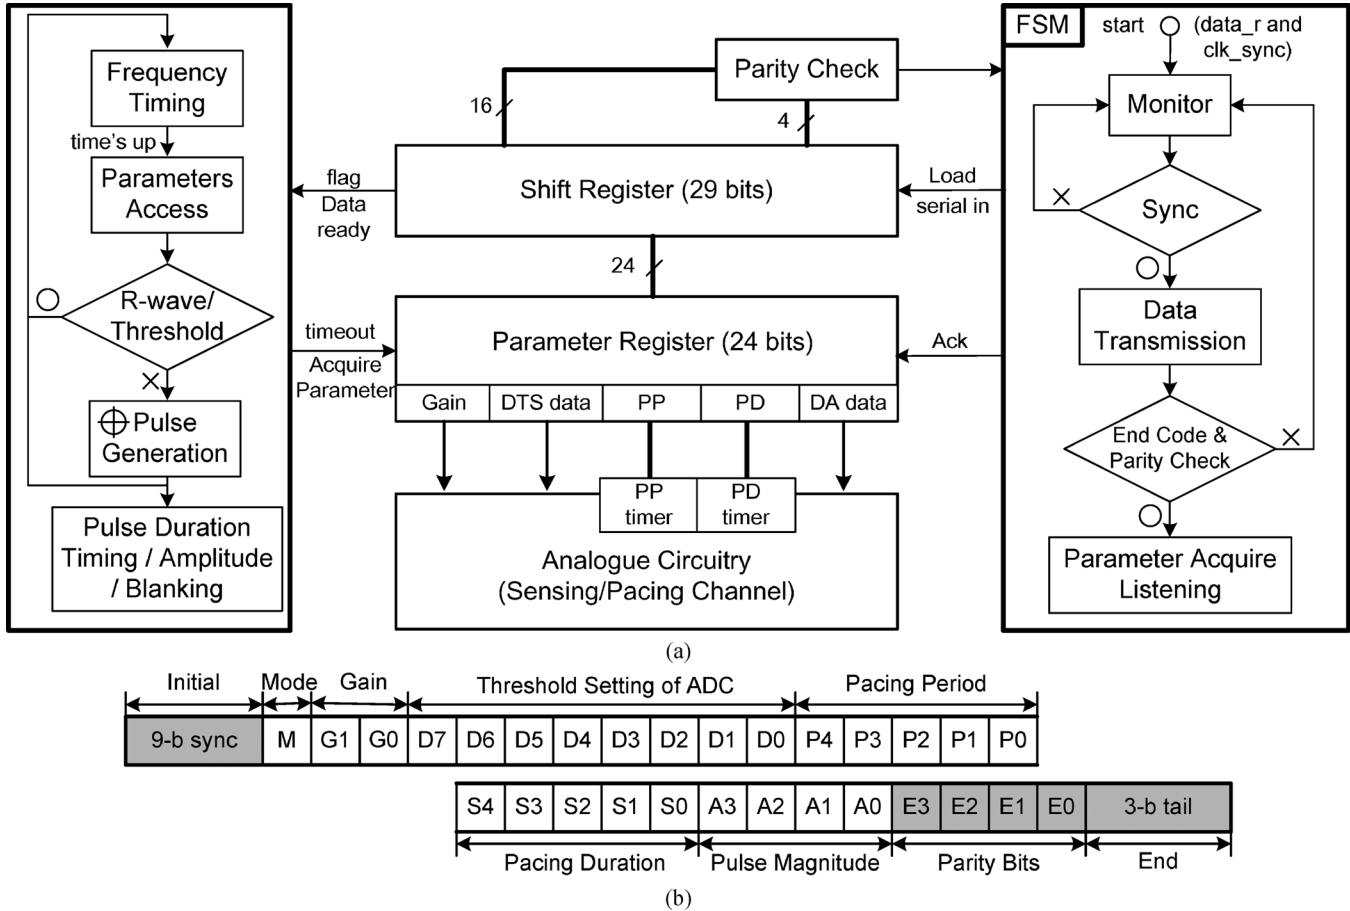 Frequency
Timing
time's up
Parameters
Access
R-wave/
Threshold
Pulse
Generation
Pulse Duration
Timing / Amplitude
/ Blanking
flag
Data
ready
timeout
Acquire
Parameter
Parity Check
16
4
Shift Register (29 bits)
24
Parameter Register (24 bits)
Gain DTS data PP PD DA data
PP PD
timer timer
Analogue Circuitry
(Sensing/Pacing Channel)
Load
serial in
Ack
FSM
start (data_r and
clk_sync)
Monitor
Sync
Data
Transmission
End Code &
Parity Check
Parameter Acquire
Listening
(a)
Initial Mode Gain Threshold Setting of ADC Pacing Period
9-b sync M G1 G0 D7 D6 D5 D4 D3 D2 D1 D0 P4 P3 P2 P1 P0
S4 S3 S2 S1 S0 A3 A2 A1 A0 E3 E2 E1 E0 3-b tail
Pacing Duration Pulse Magnitude Parity Bits End
(b)